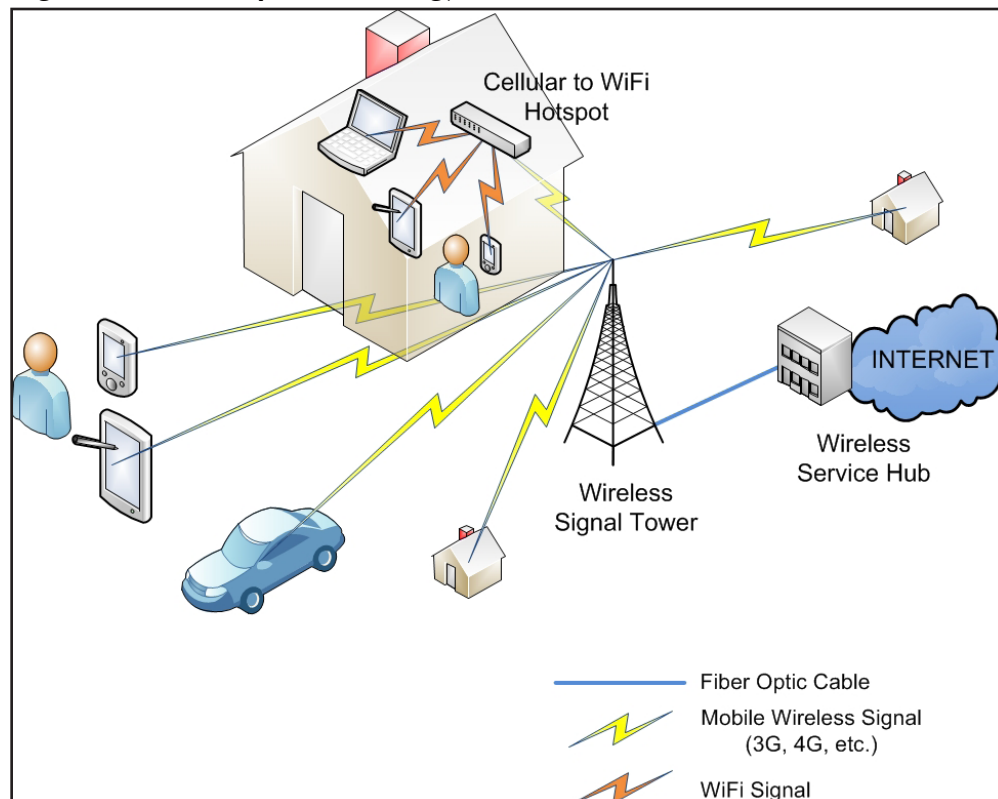 Cellular to WiFi
Hotspot
INTERNET
Wireless
Service Hub
Wireless
Signal Tower
Fiber Optic Cable
Mobile Wireless Signal
(3G, 4G, etc.)
WiFi Signal